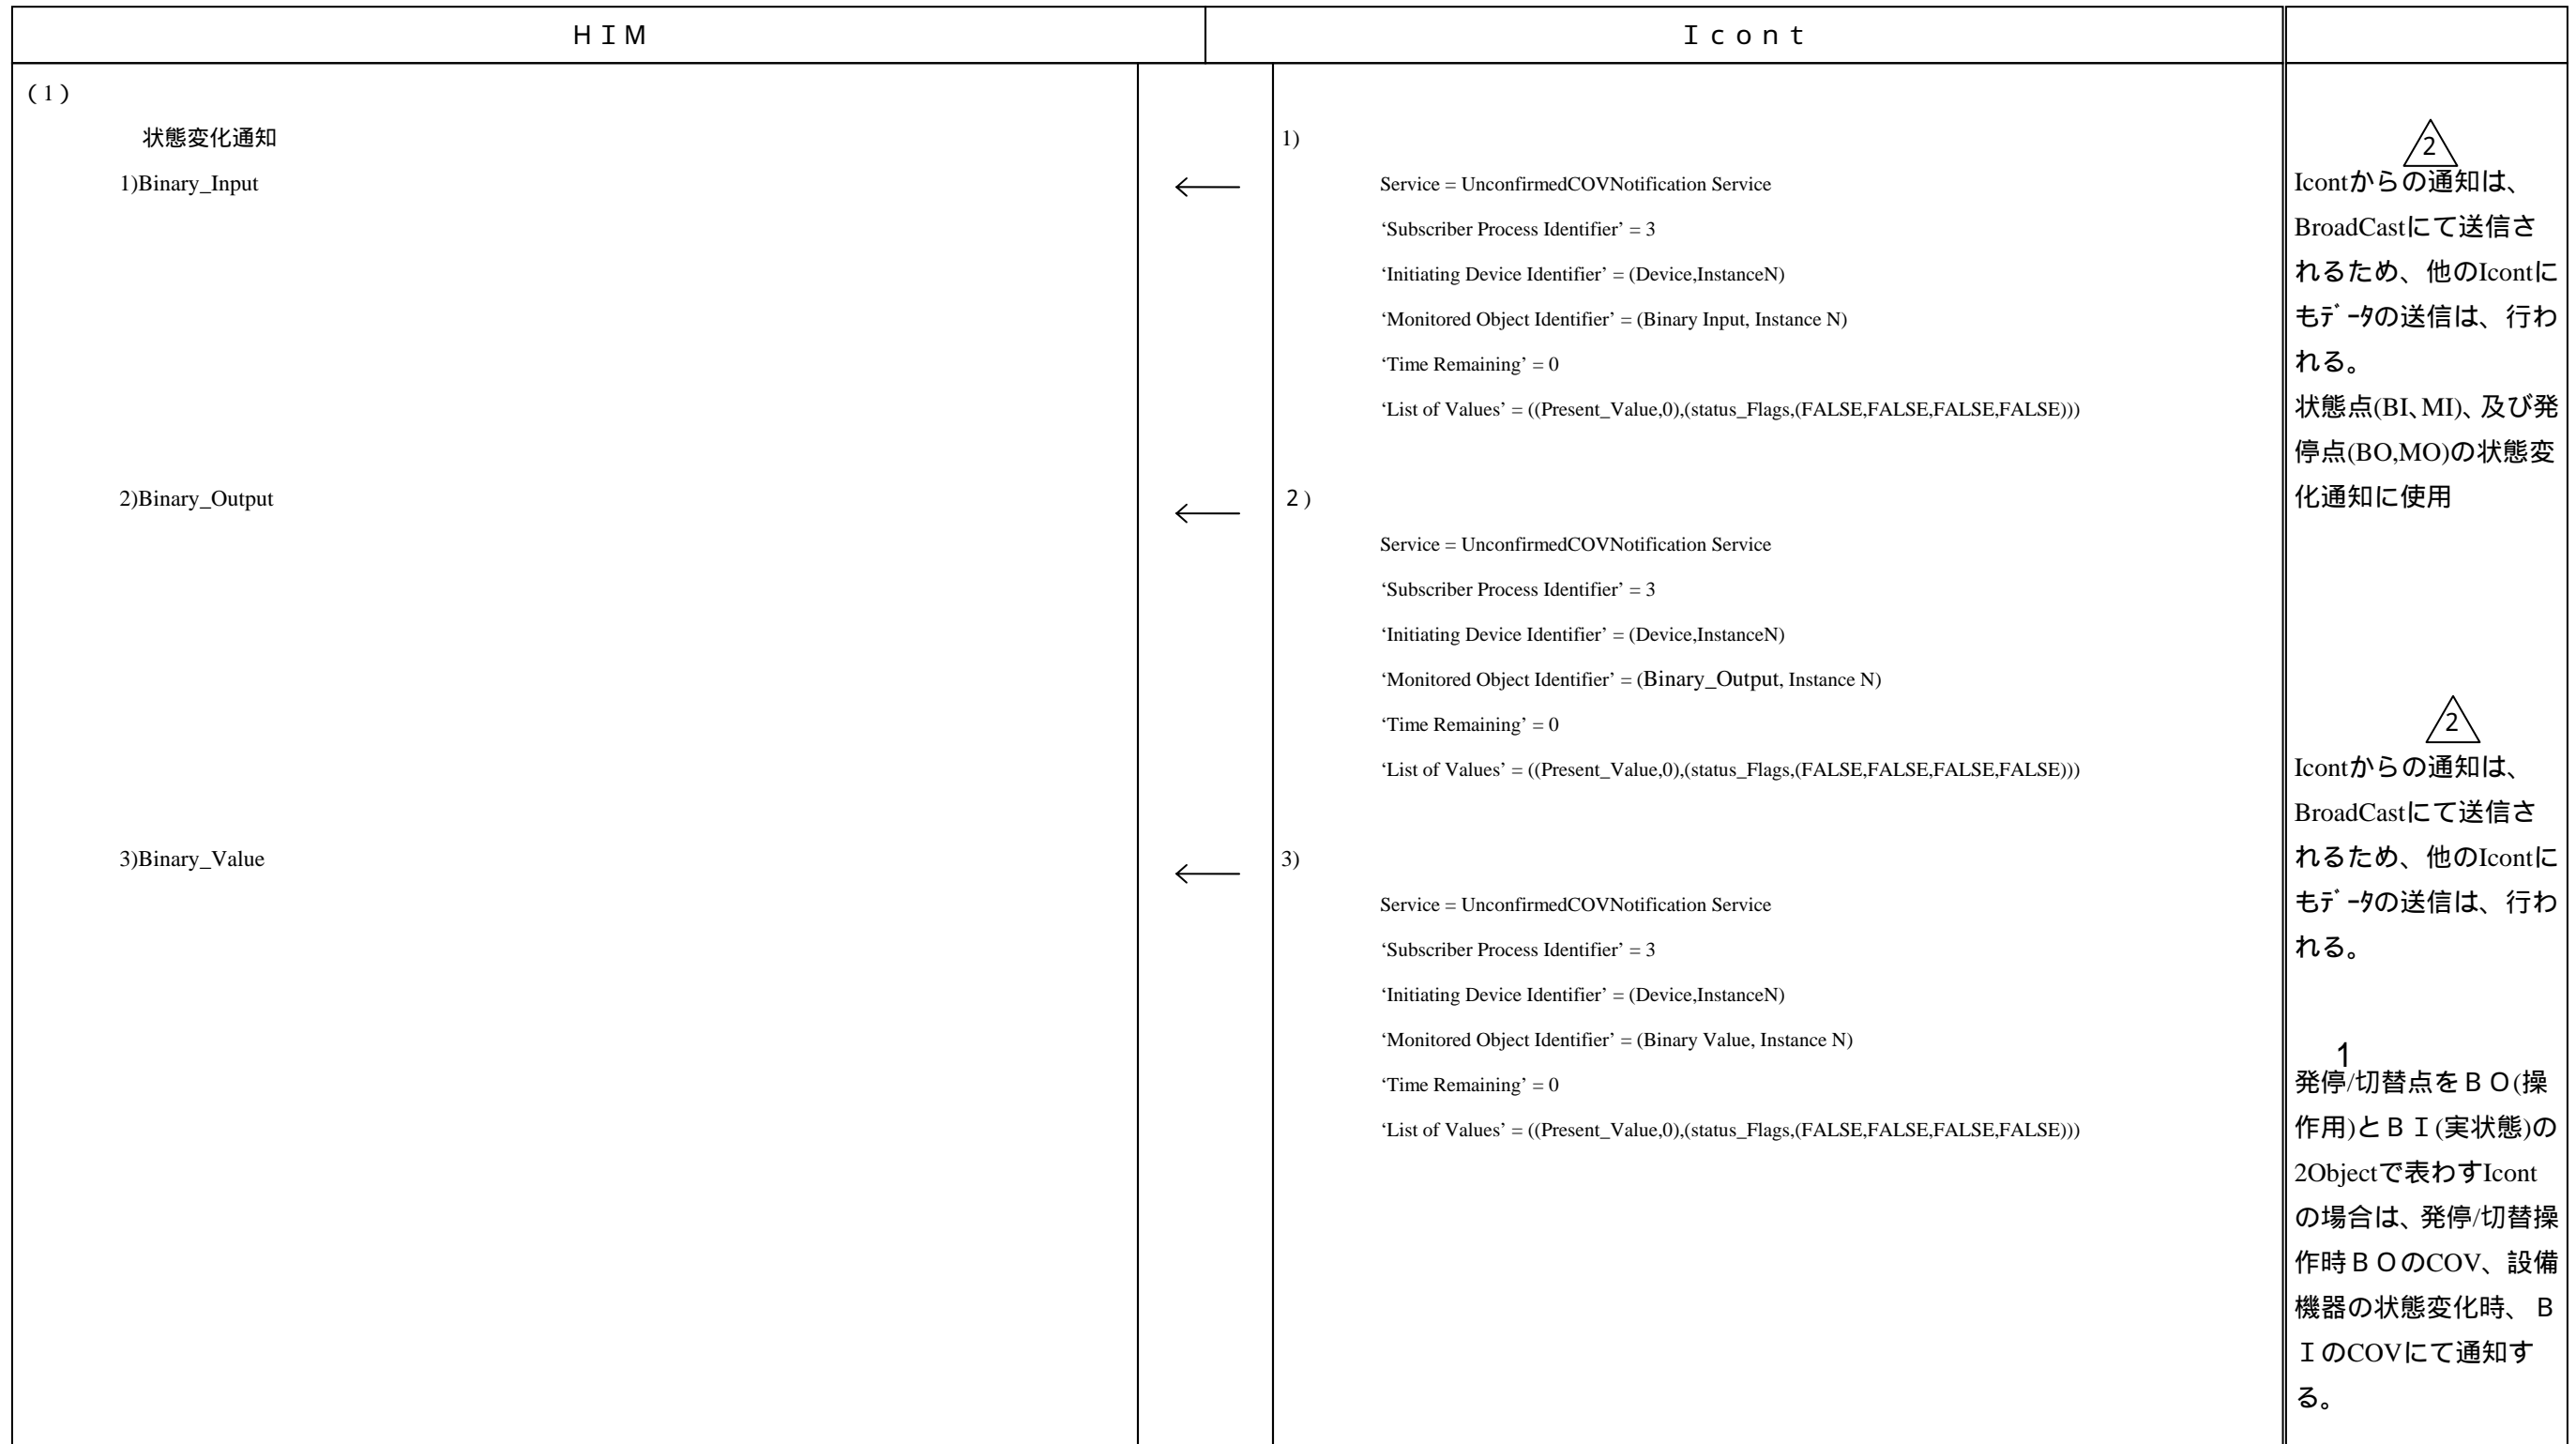 ＨＩＭ
Ｉｃｏｎｔ
(1)
状態変化通知
1)Binary_Input
1)
Service = UnconfirmedCOVNotification Service
‘Subscriber Process Identifier’ = 3
‘Initiating Device Identifier’ = (Device,InstanceN)
‘Monitored Object Identifier’ = (Binary Input, Instance N)
‘Time Remaining’ = 0
‘List of Values’ = ((Present_Value,0),(status_Flags,(FALSE,FALSE,FALSE,FALSE)))
2)Binary_Output
2)
Service = UnconfirmedCOVNotification Service
‘Subscriber Process Identifier’ = 3
‘Initiating Device Identifier’ = (Device,InstanceN)
‘Monitored Object Identifier’ = (Binary_Output, Instance N)
‘Time Remaining’ = 0
‘List of Values’ = ((Present_Value,0),(status_Flags,(FALSE,FALSE,FALSE,FALSE)))
3)Binary_Value
3)
Service = UnconfirmedCOVNotification Service
‘Subscriber Process Identifier’ = 3
‘Initiating Device Identifier’ = (Device,InstanceN)
‘Monitored Object Identifier’ = (Binary Value, Instance N)
‘Time Remaining’ = 0
‘List of Values’ = ((Present_Value,0),(status_Flags,(FALSE,FALSE,FALSE,FALSE)))
2
Icontからの通知は、
BroadCastにて送信さ
れるため、他のIcontに
もﾃﾞｰﾀの送信は、行わ
れる。
状態点(BI、MI)、及び発
停点(BO,MO)の状態変
化通知に使用
2
Icontからの通知は、
BroadCastにて送信さ
れるため、他のIcontに
もﾃﾞｰﾀの送信は、行わ
れる。
1
発停/切替点をＢＯ(操
作用)とＢＩ(実状態)の
2Objectで表わすIcont
の場合は、発停/切替操
作時ＢＯのCOV、設備
機器の状態変化時、Ｂ
ＩのCOVにて通知す
る。